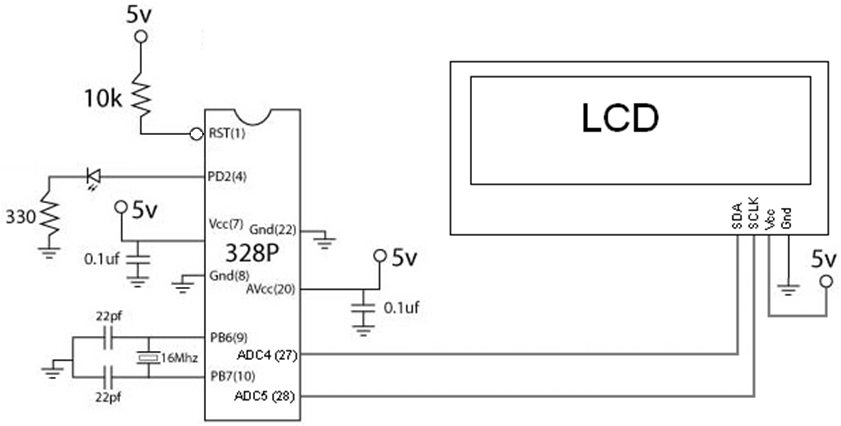 5v
10k
RST(1)
PD2(4)
330
5v
Vcc(7)
Gnd(22)
0.1uf
328P
Gnd(8)
AVcc(20)
5v
0.1uf
22pf
PB6(9)
16Mhz
PB7(10)
22pf
ADC4 (27)
ADC5 (28)
LCD
SDA
SCLK
Vcc
Gnd
5v